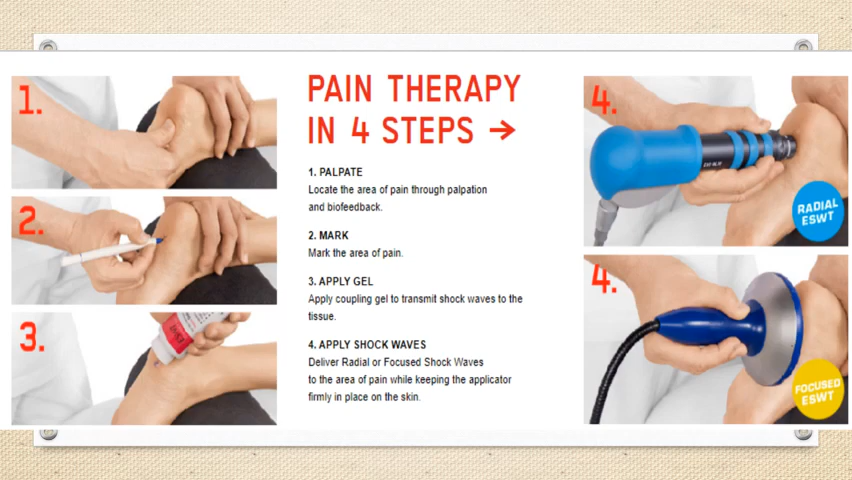 1.
2.
3.
PAIN THERAPY
IN 4 STEPS →
1. PALPATE
Locate the area of pain through palpation
and biofeedback.
2. MARK
Mark the area of pain.
3. APPLY GEL
Apply coupling gel to transmit shock waves to the
tissue.
4. APPLY SHOCK WAVES
Deliver Radial or Focused Shock Waves
to the area of pain while keeping the applicator
firmly in place on the skin.
4.
RADIAL
ESWT
4.
FOCUSED
ESWT